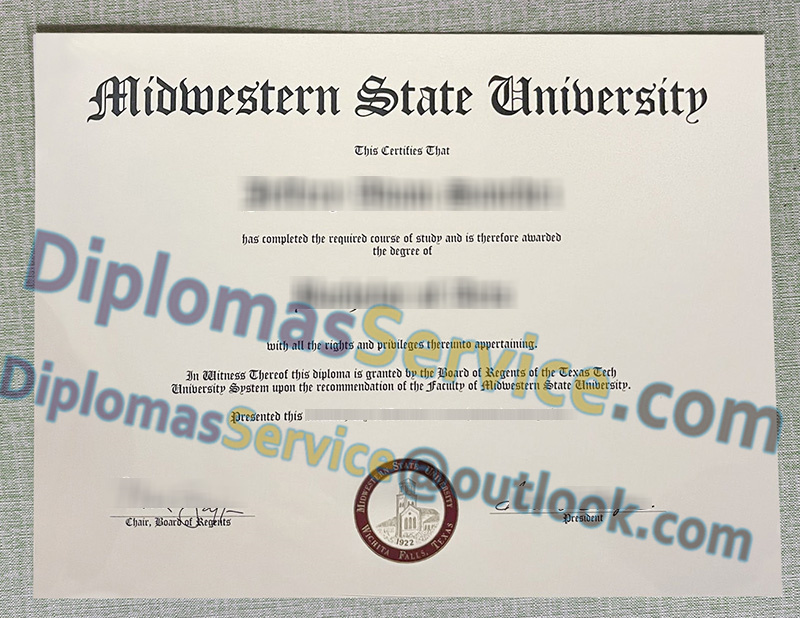 Midwestern State University
This Certifies That
has completed the required course of study and is therefore awarded
the degree of
with all the rights and privileges thereunto appertaining.
In Witness Thereof this diploma is granted by the Board of Regents of the Texas Tech
University System upon the recommendation of the Faculty of Midwestern State University.
Presented this
DiplomasService.com
DiplomasService@outlook.com
Chair, Board of Regents
MIDWESTERN STATE UNIVERSITY
1922
WICHITA FALLS, TEXAS
President